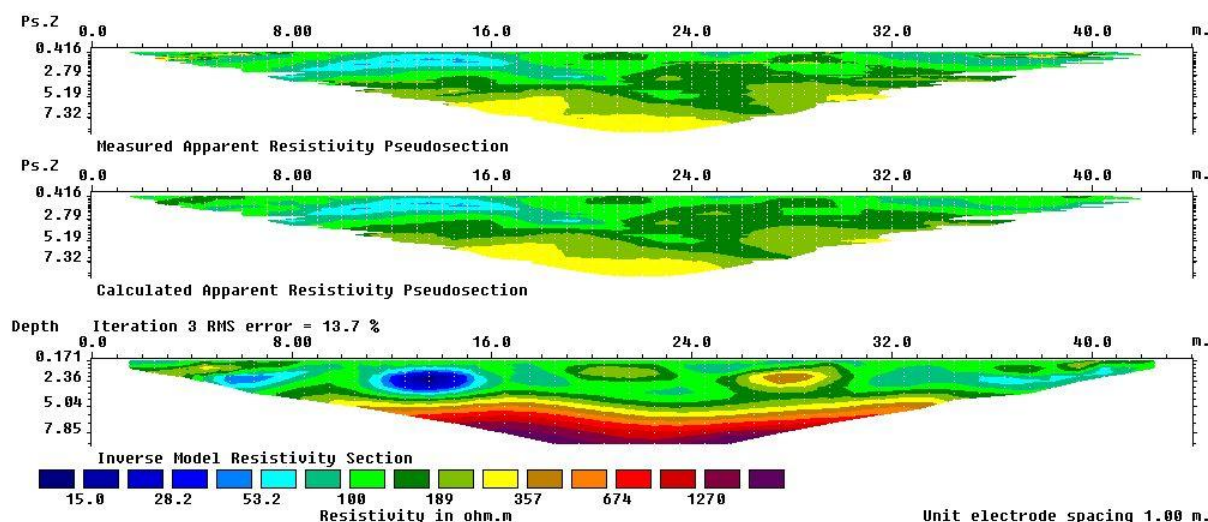 Ps.Z 0.0 8.00 16.0 24.0 32.0 40.0 m.
0.416
2.79
5.19
7.32
Measured Apparent Resistivity Pseudosection
Ps.Z 0.0 8.00 16.0 24.0 32.0 40.0 m.
0.416
2.79
5.19
7.32
Calculated Apparent Resistivity Pseudosection
Depth Iteration 3 RMS error = 13.7 %
0.0 8.00 16.0 24.0 32.0 40.0 m.
0.171
2.36
5.04
7.85
Inverse Model Resistivity Section
15.0 28.2 53.2 100 189 357 674 1270
Resistivity in ohm.m
Unit electrode spacing 1.00 m.